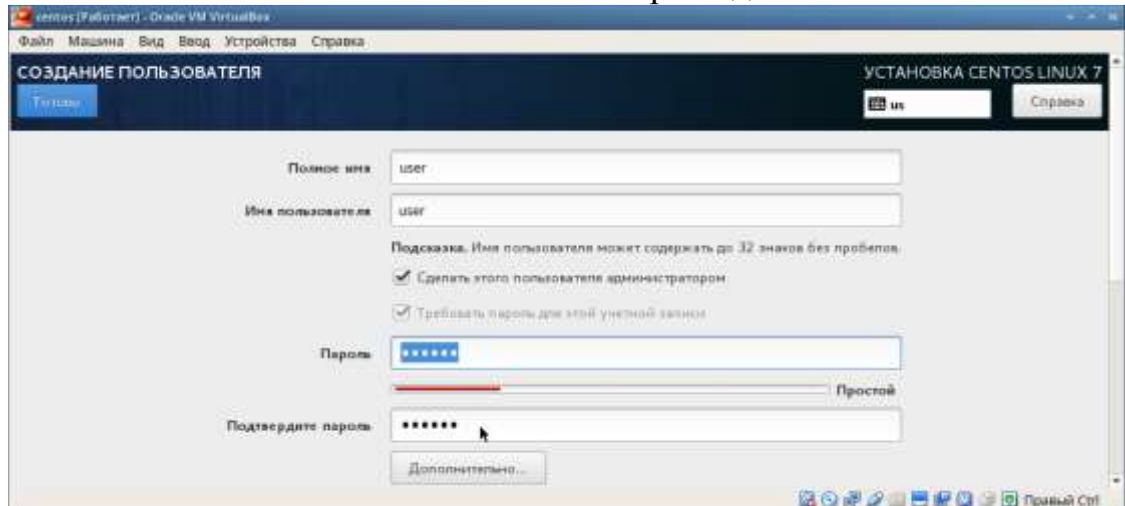 centos [Работает] - Oracle VM VirtualBox
Файл Машина Вид Ввод Устройства Справка
СОЗДАНИЕ ПОЛЬЗОВАТЕЛЯ
УСТАНОВКА CENTOS LINUX 7
Готово
us
Справка
Полное имя
user
Имя пользователя
user
Подсказка. Имя пользователя может содержать до 32 знаков без пробелов.
Сделать этого пользователя администратором
Требовать пароль для этой учетной записи
Пароль
••••••
Простой
Подтвердите пароль
••••••
Дополнительно...
Правый Ctrl